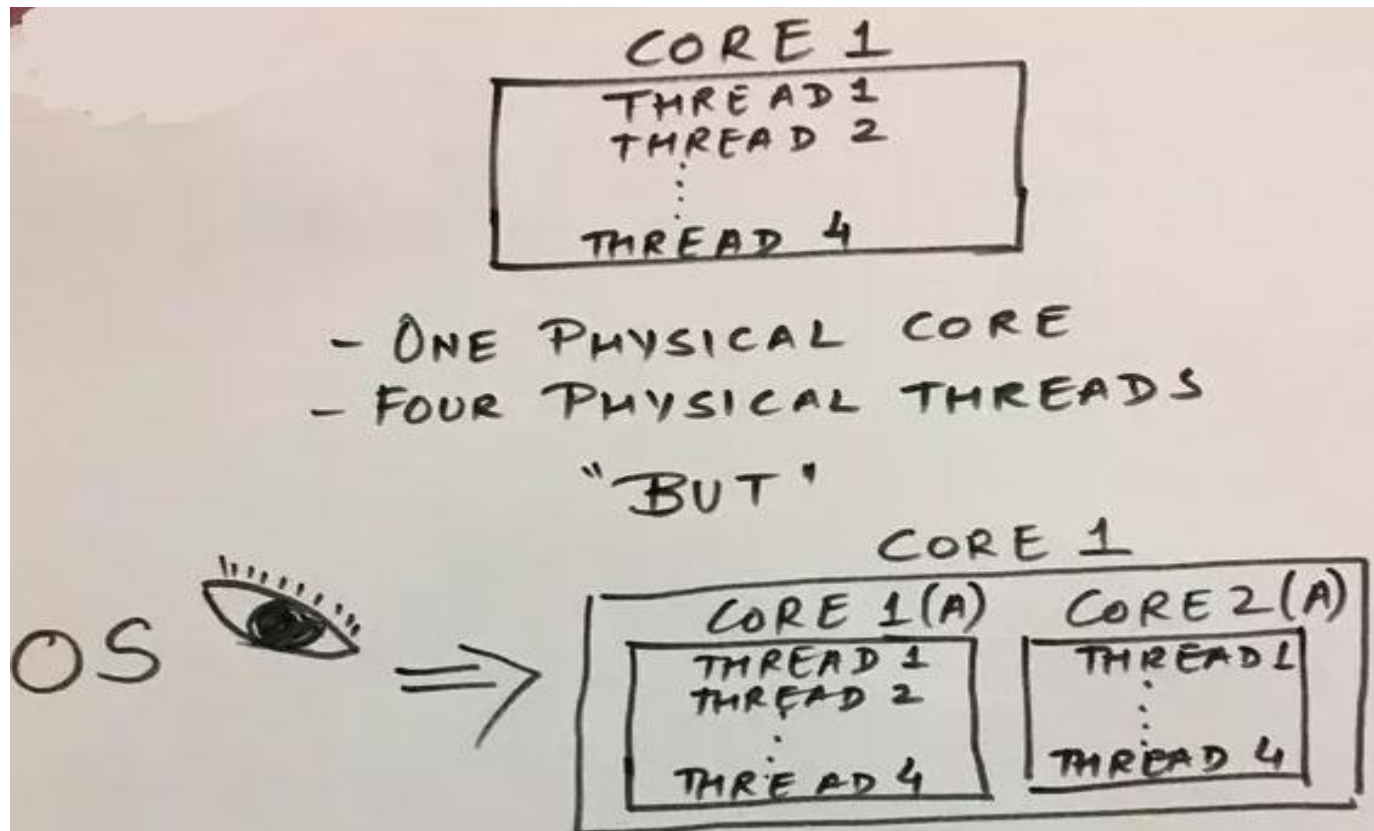 CORE 1
THREAD 1
THREAD 2
THREAD 4
- ONE PHYSICAL CORE
- FOUR PHYSICAL THREADS
"BUT"
CORE 1
OS
CORE 1(A)
THREAD 1
THREAD 2
THREAD 4
CORE 2(A)
THREAD 1
THREAD 4